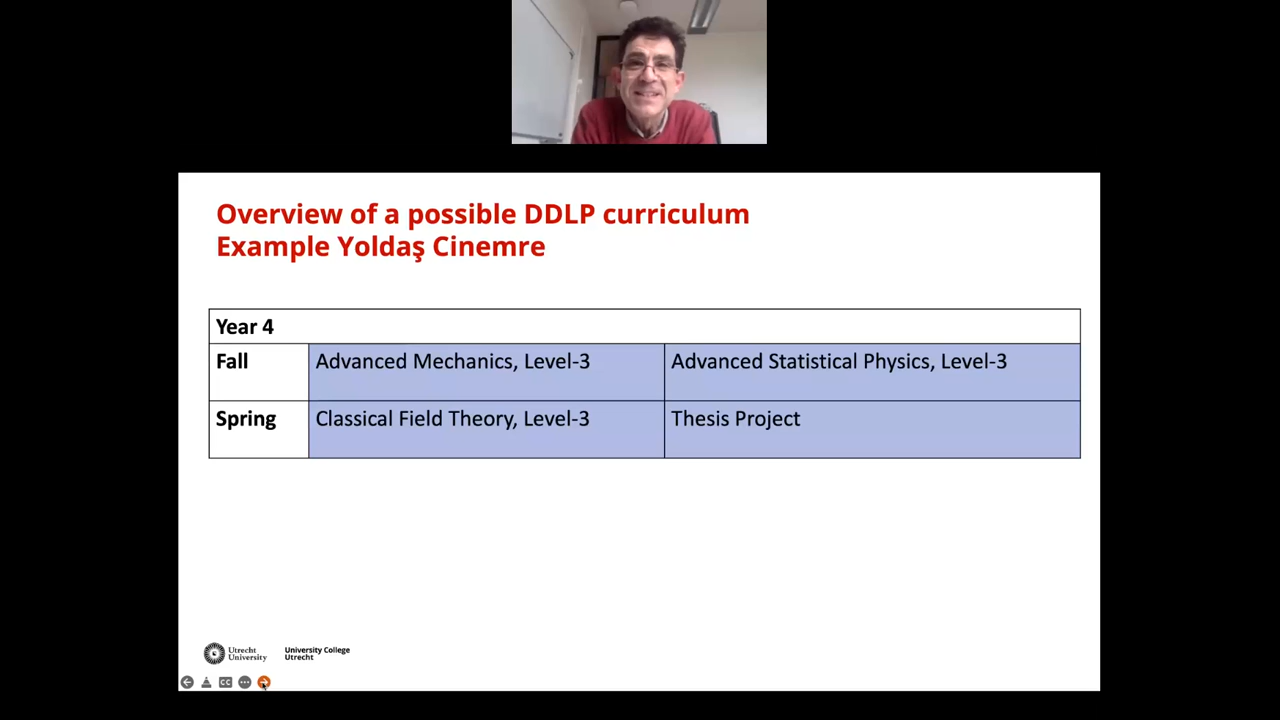 Overview of a possible DDLP curriculum
Example Yoldaş Cinemre
Year 4
Fall
Advanced Mechanics, Level-3
Advanced Statistical Physics, Level-3
Spring
Classical Field Theory, Level-3
Thesis Project
Utrecht
University
University College
Utrecht
CC